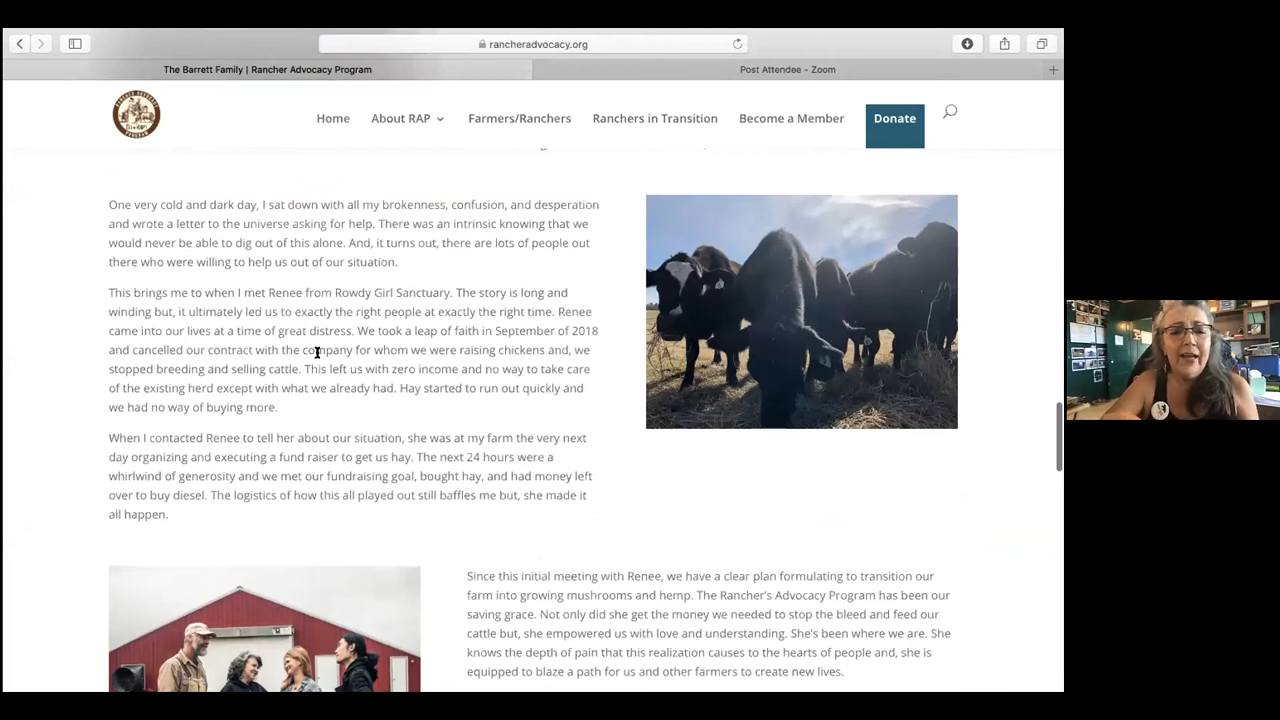 rancheradvocacy.org
The Barrett Family | Rancher Advocacy Program
Post Attendee - Zoom
Home
About RAP
Farmers/Ranchers
Ranchers in Transition
Become a Member
Donate
One very cold and dark day, I sat down with all my brokenness, confusion, and desperation
and wrote a letter to the universe asking for help. There was an intrinsic knowing that we
would never be able to dig out of this alone. And, it turns out, there are lots of people out
there who were willing to help us out of our situation.
This brings me to when I met Renee from Rowdy Girl Sanctuary. The story is long and
winding but, it ultimately led us to exactly the right people at exactly the right time. Renee
came into our lives at a time of great distress. We took a leap of faith in September of 2018
and cancelled our contract with the company for whom we were raising chickens and, we
stopped breeding and selling cattle. This left us with zero income and no way to take care
of the existing herd except with what we already had. Hay started to run out quickly and
we had no way of buying more.
When I contacted Renee to tell her about our situation, she was at my farm the very next
day organizing and executing a fund raiser to get us hay. The next 24 hours were a
whirlwind of generosity and we met our fundraising goal, bought hay, and had money left
over to buy diesel. The logistics of how this all played out still baffles me but, she made it
all happen.
Since this initial meeting with Renee, we have a clear plan formulating to transition our
farm into growing mushrooms and hemp. The Rancher's Advocacy Program has been our
saving grace. Not only did she get the money we needed to stop the bleed and feed our
cattle but, she empowered us with love and understanding. She's been where we are. She
knows the depth of pain that this realization causes to the hearts of people and, she is
equipped to blaze a path for us and other farmers to create new lives.